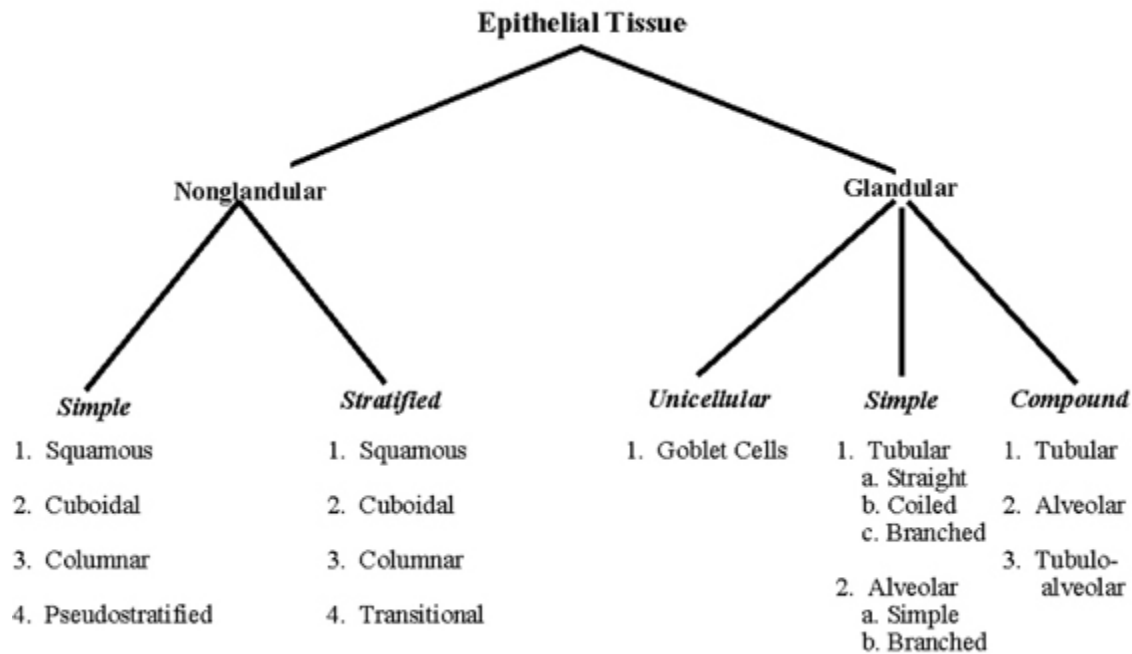 Epithelial Tissue
Nonglandular
Glandular
Simple
1. Squamous
2. Cuboidal
3. Columnar
4. Pseudostratified
Stratified
1. Squamous
2. Cuboidal
3. Columnar
4. Transitional
Unicellular
1. Goblet Cells
Simple
1. Tubular
a. Straight
b. Coiled
c. Branched
2. Alveolar
a. Simple
b. Branched
Compound
1. Tubular
2. Alveolar
3. Tubulo-
alveolar